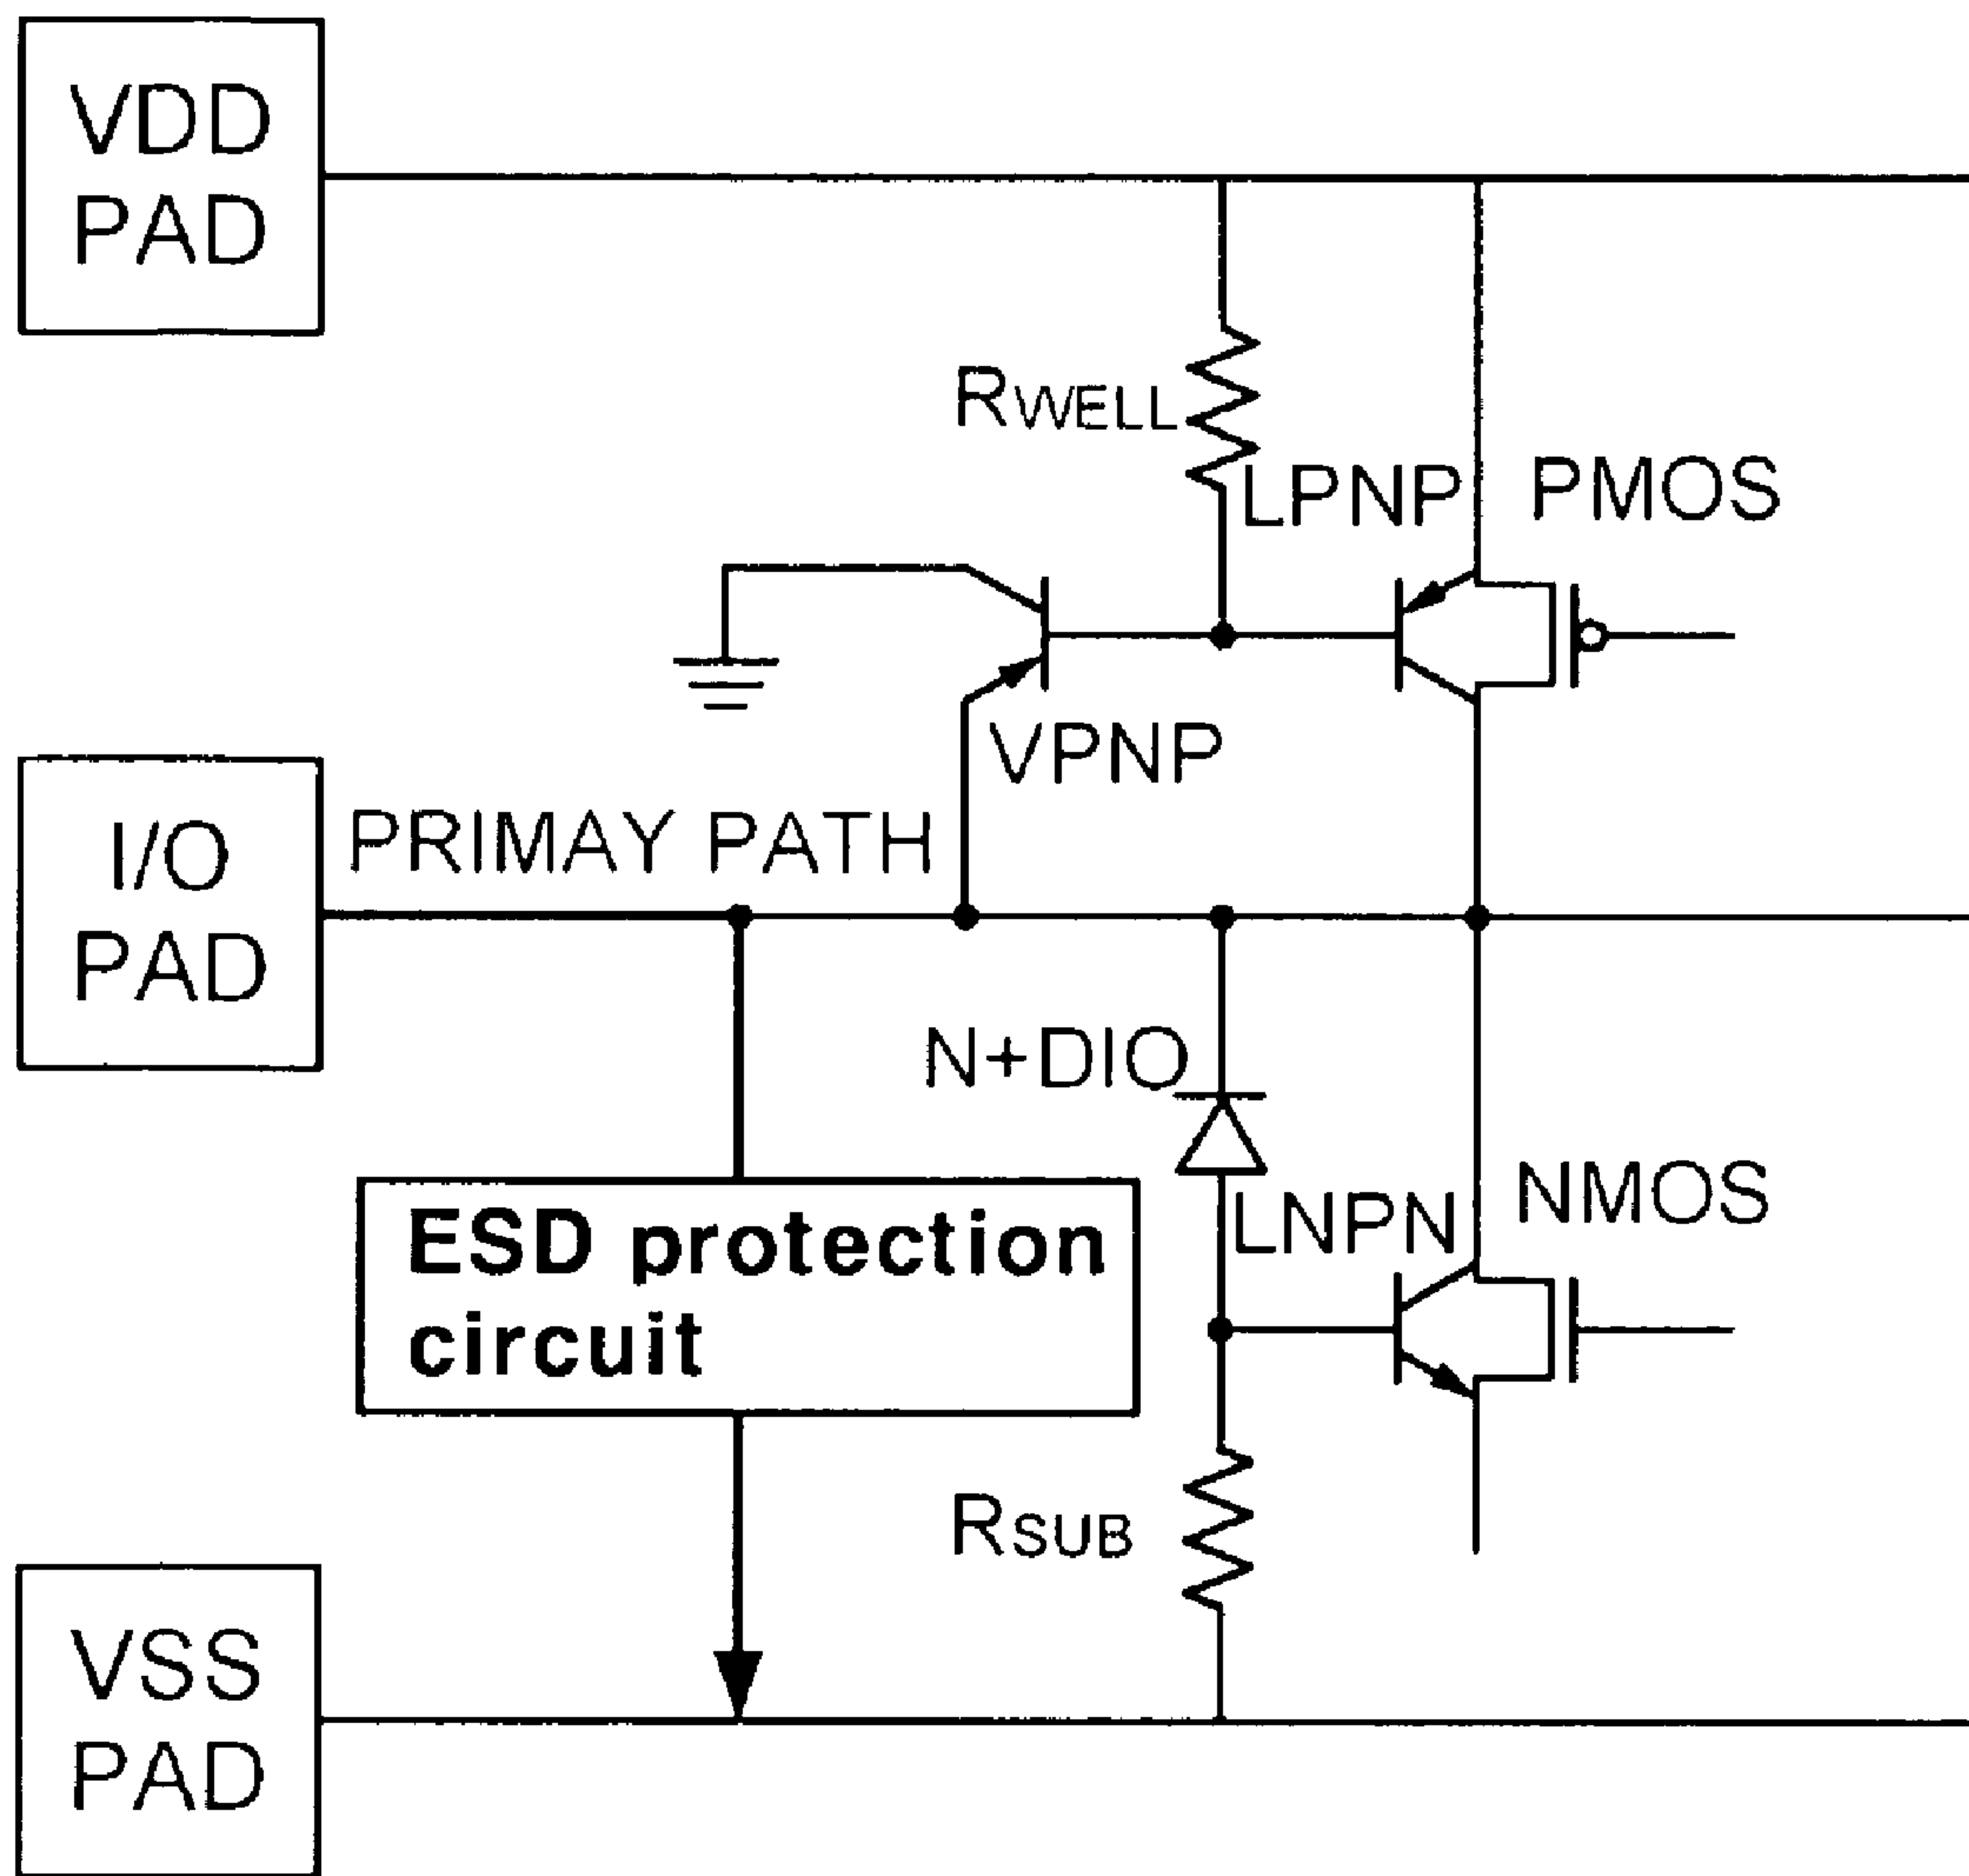 VDD
PAD
RWELL
LPNP
PMOS
VPNP
I/O
PAD
PRIMAY PATH
N+DIO
LNPN
NMOS
ESD protection
circuit
RSUB
VSS
PAD